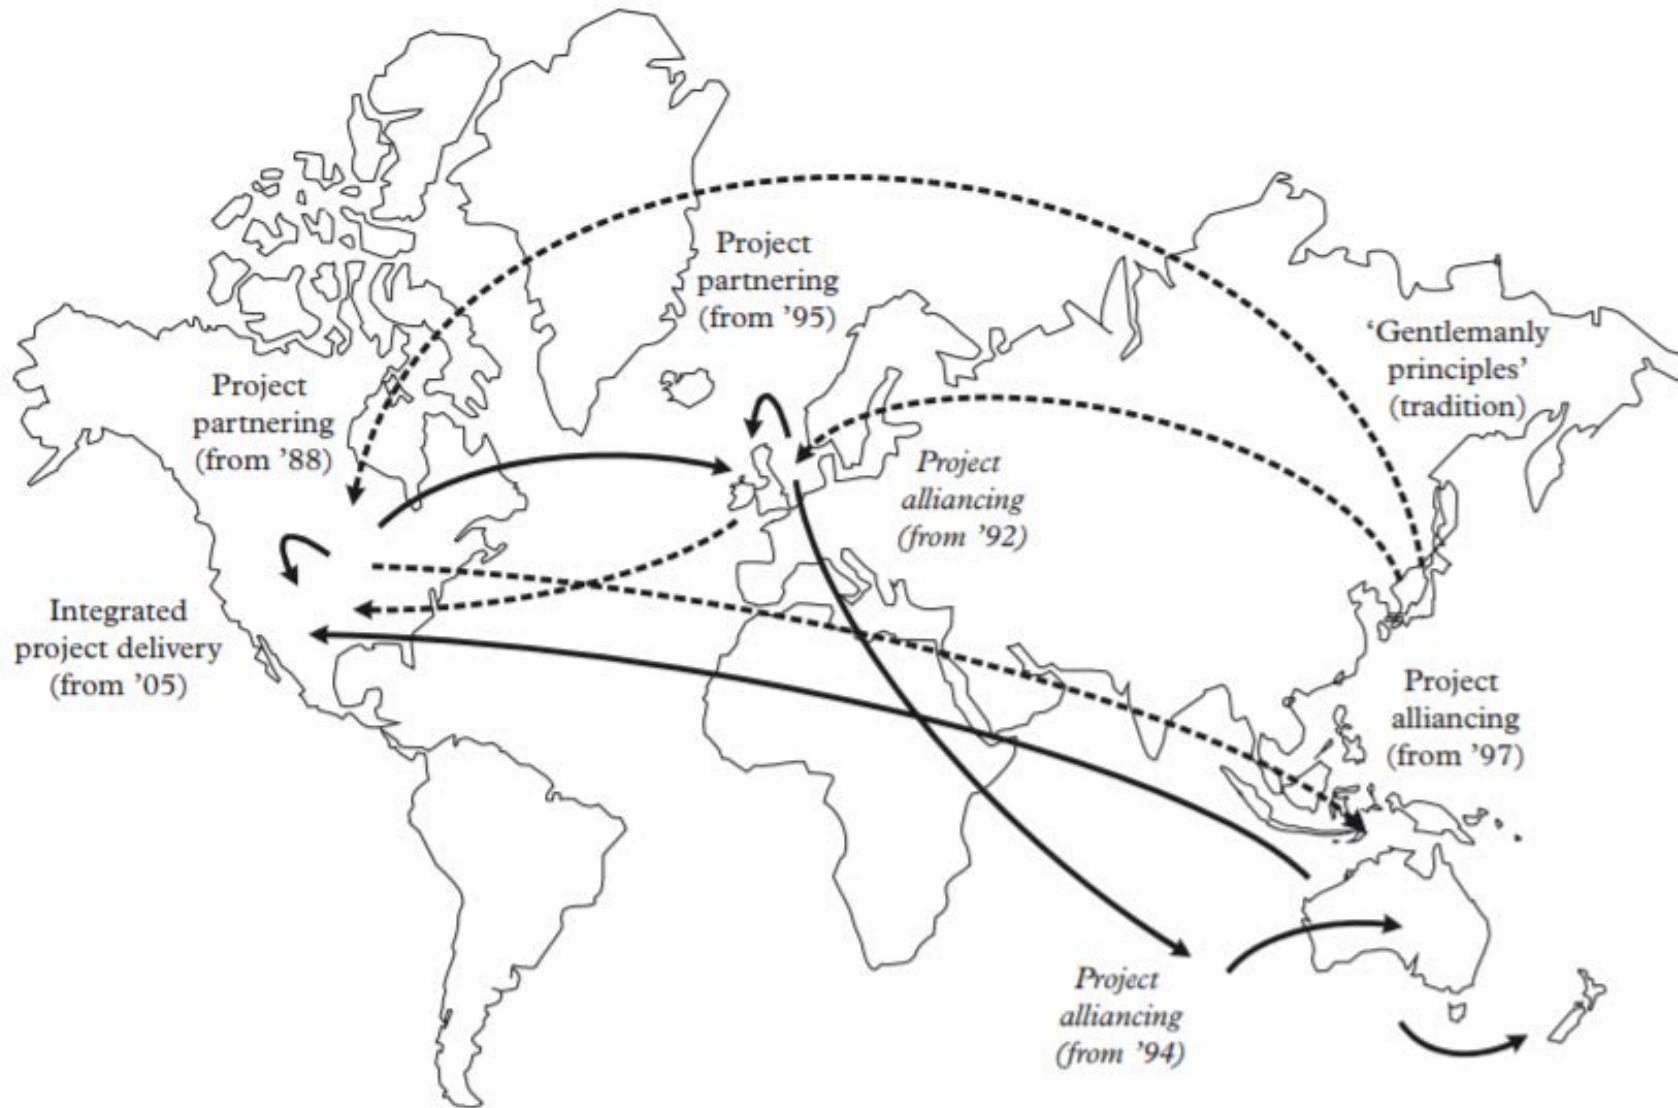 Project
partnering
(from ’95)
‘Gentlemanly
principles’
(tradition)
Project
partnering
(from ’88)
Project
alliancing
(from ’92)
Integrated
project delivery
(from ’05)
Project
alliancing
(from ’97)
Project
alliancing
(from ’94)